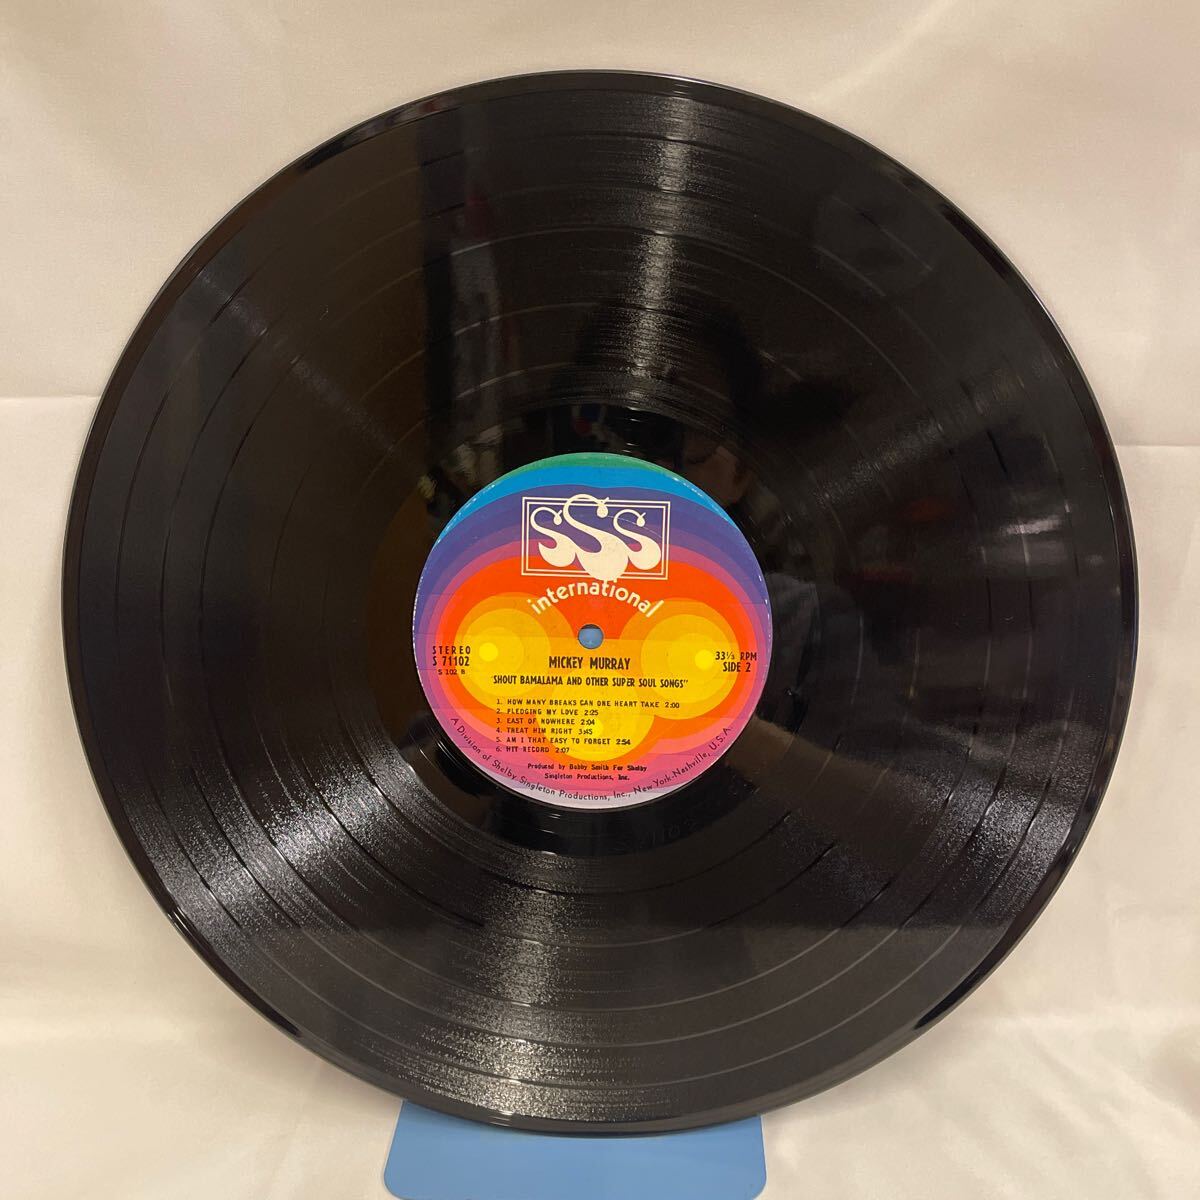 SSS
international
STEREO
S 71102
S 102 B
33⅓ RPM
SIDE 2
MICKEY MURRAY
"SHOUT BAMALAMA AND OTHER SUPER SOUL SONGS"
1. HOW MANY BREAKS CAN ONE HEART TAKE 2:00
2. PLEDGING MY LOVE 2:25
3. EAST OF NOWHERE 2:04
4. TREAT HIM RIGHT 3:45
5. AM I THAT EASY TO FORGET 2:54
6. HIT RECORD 2:07
Produced by Bobby Smith For Shelby
Singleton Productions, Inc.
A Division of Shelby Singleton Productions, Inc., New York-Nashville, U.S.A.